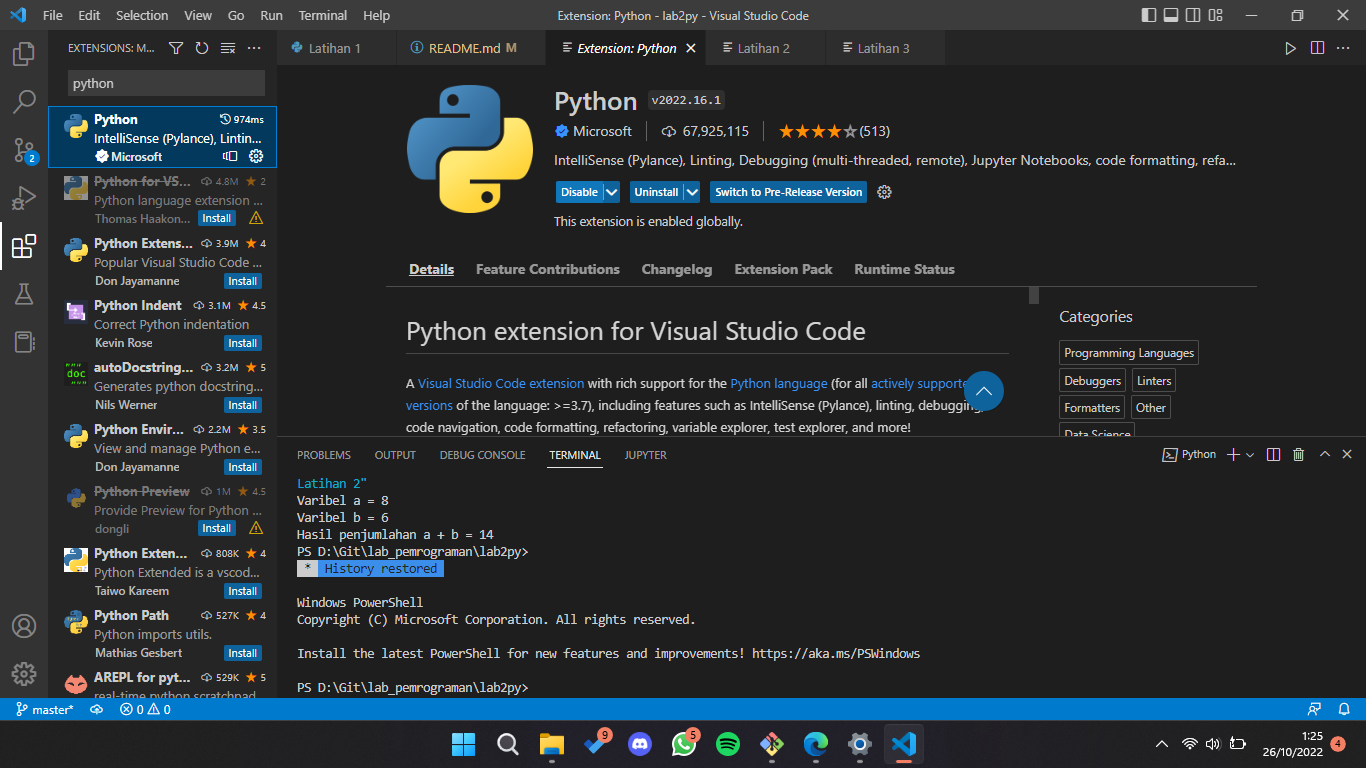 File Edit Selection View Go Run Terminal Help
Extension: Python - lab2py - Visual Studio Code
EXTENSIONS: M...
python
Python 974ms
IntelliSense (Pylance), Lintin...
Microsoft
Python for VS... 4.8M 2
Python language extension ...
Thomas Haakon... Install
Python Extens... 3.9M 4
Popular Visual Studio Code ...
Don Jayamanne Install
Python Indent 3.1M 4.5
Correct Python indentation
Kevin Rose Install
autoDocstring... 3.2M 5
Generates python docstring...
Nils Werner Install
Python Envir... 2.2M 3.5
View and manage Python e...
Don Jayamanne Install
Python Preview 1M 4.5
Provide Preview for Python ...
dongli Install
Python Exten... 808K 4
Python Extended is a vscod...
Taiwo Kareem Install
Python Path 527K 4
Python imports utils.
Mathias Gesbert Install
AREPL for pyt... 529K 5
real-time python scratchpad
2
Latihan 1 README.md M Extension: Python Latihan 2 Latihan 3
Python v2022.16.1
Microsoft 67,925,115 (513)
IntelliSense (Pylance), Linting, Debugging (multi-threaded, remote), Jupyter Notebooks, code formatting, refa...
Disable Uninstall Switch to Pre-Release Version
This extension is enabled globally.
Details Feature Contributions Changelog Extension Pack Runtime Status
Python extension for Visual Studio Code
A Visual Studio Code extension with rich support for the Python language (for all actively supporte
versions of the language: >=3.7), including features such as IntelliSense (Pylance), linting, debugging,
code navigation, code formatting, refactoring, variable explorer, test explorer, and more!
Categories
Programming Languages
Debuggers Linters
Formatters Other
Data Science
PROBLEMS OUTPUT DEBUG CONSOLE TERMINAL JUPYTER Python
Latihan 2"
Varibel a = 8
Varibel b = 6
Hasil penjumlahan a + b = 14
PS D:\Git\lab_pemrograman\lab2py>
* History restored
Windows PowerShell
Copyright (C) Microsoft Corporation. All rights reserved.
Install the latest PowerShell for new features and improvements! https://aka.ms/PSWindows
PS D:\Git\lab_pemrograman\lab2py>
master* 0 0
9 5
1:25
26/10/2022 4